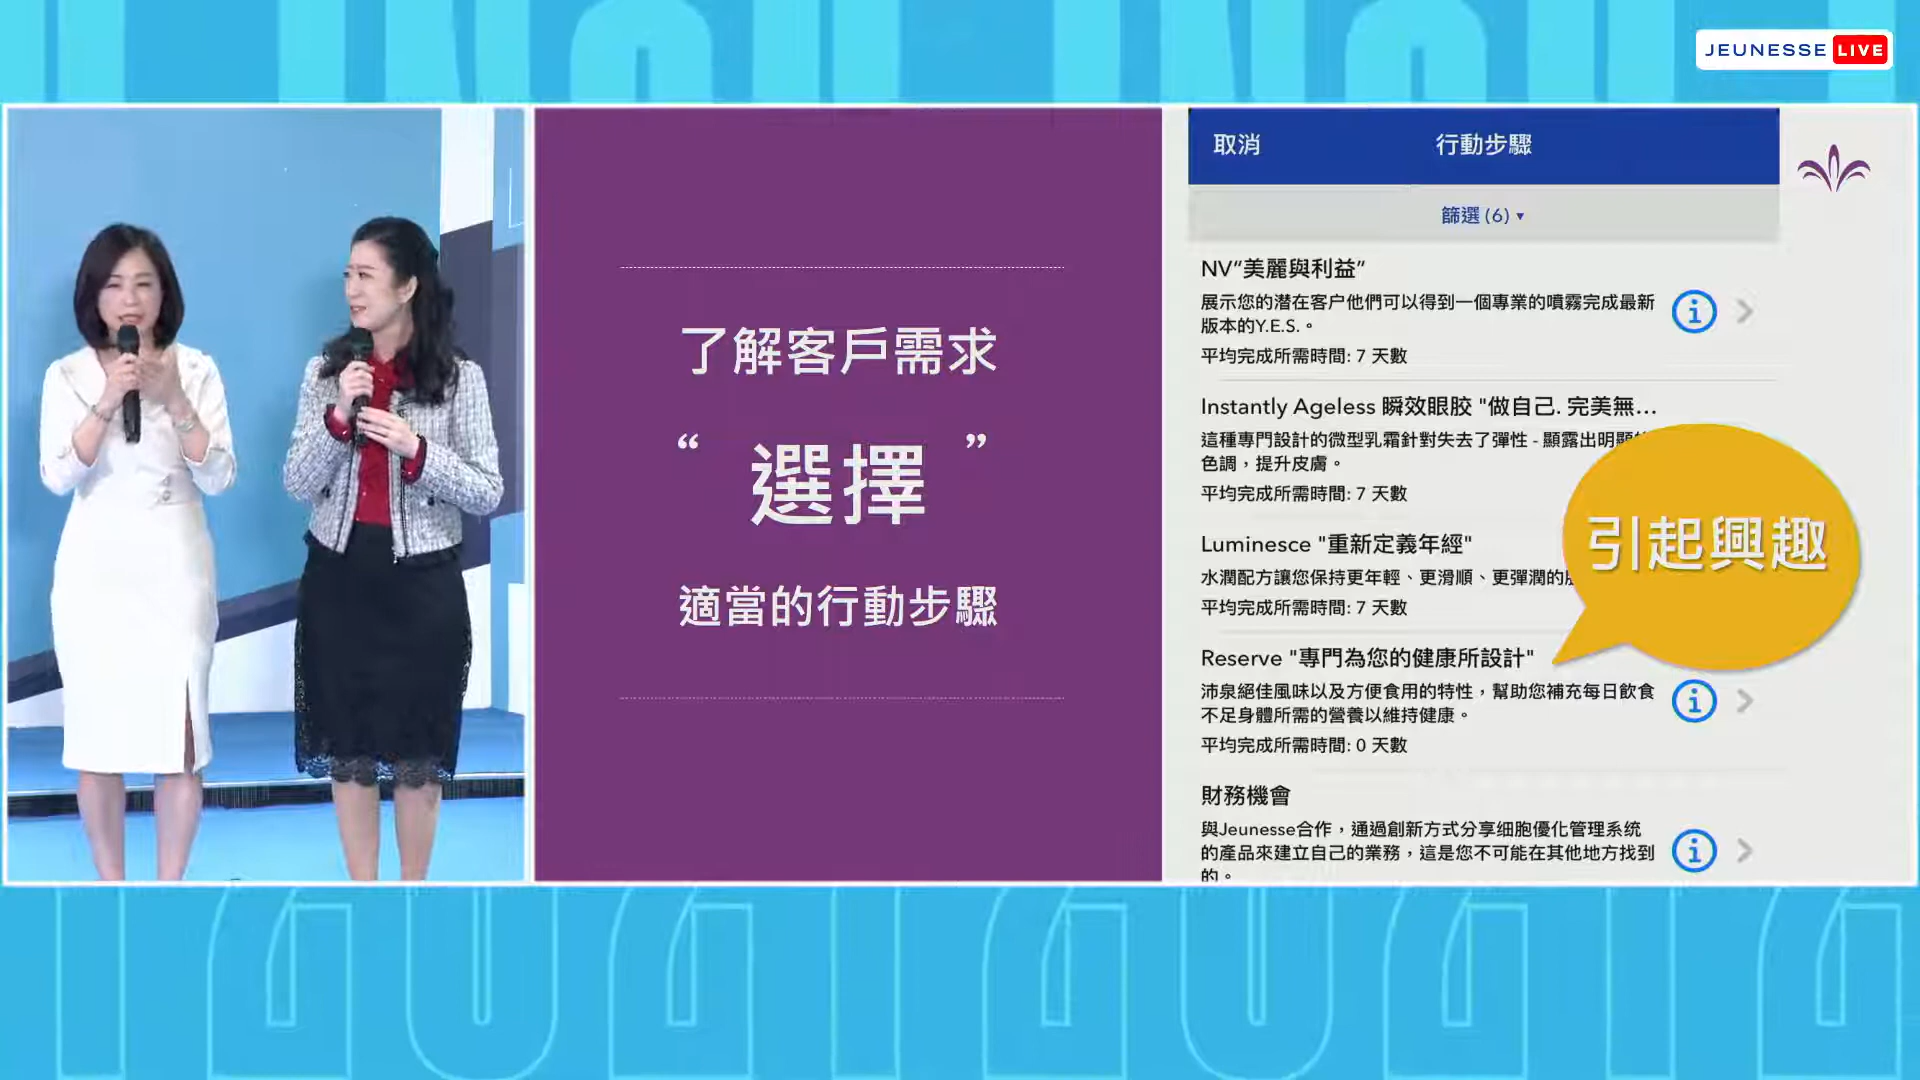 JEUNESSE LIVE
了解客戶需求
“ 選擇 ”
適當的行動步驟
取消
行動步驟
篩選 (6) ▾
NV“美麗與利益”
展示您的潜在客户他們可以得到一個專業的噴霧完成最新
版本的Y.E.S.。
平均完成所需時間: 7 天數
Instantly Ageless 瞬效眼胶 "做自己. 完美無...
這種專門設計的微型乳霜針對失去了彈性 - 顯露出明顯
色調，提升皮膚。
平均完成所需時間: 7 天數
Luminesce "重新定義年經"
水潤配方讓您保持更年輕、更滑順、更彈潤的
平均完成所需時間: 7 天數
引起興趣
Reserve "專門為您的健康所設計"
沛泉絕佳風味以及方便食用的特性，幫助您補充每日飲食
不足身體所需的營養以維持健康。
平均完成所需時間: 0 天數
財務機會
與Jeunesse合作，通過創新方式分享细胞優化管理系统
的產品來建立自己的業務，這是您不可能在其他地方找到
的。